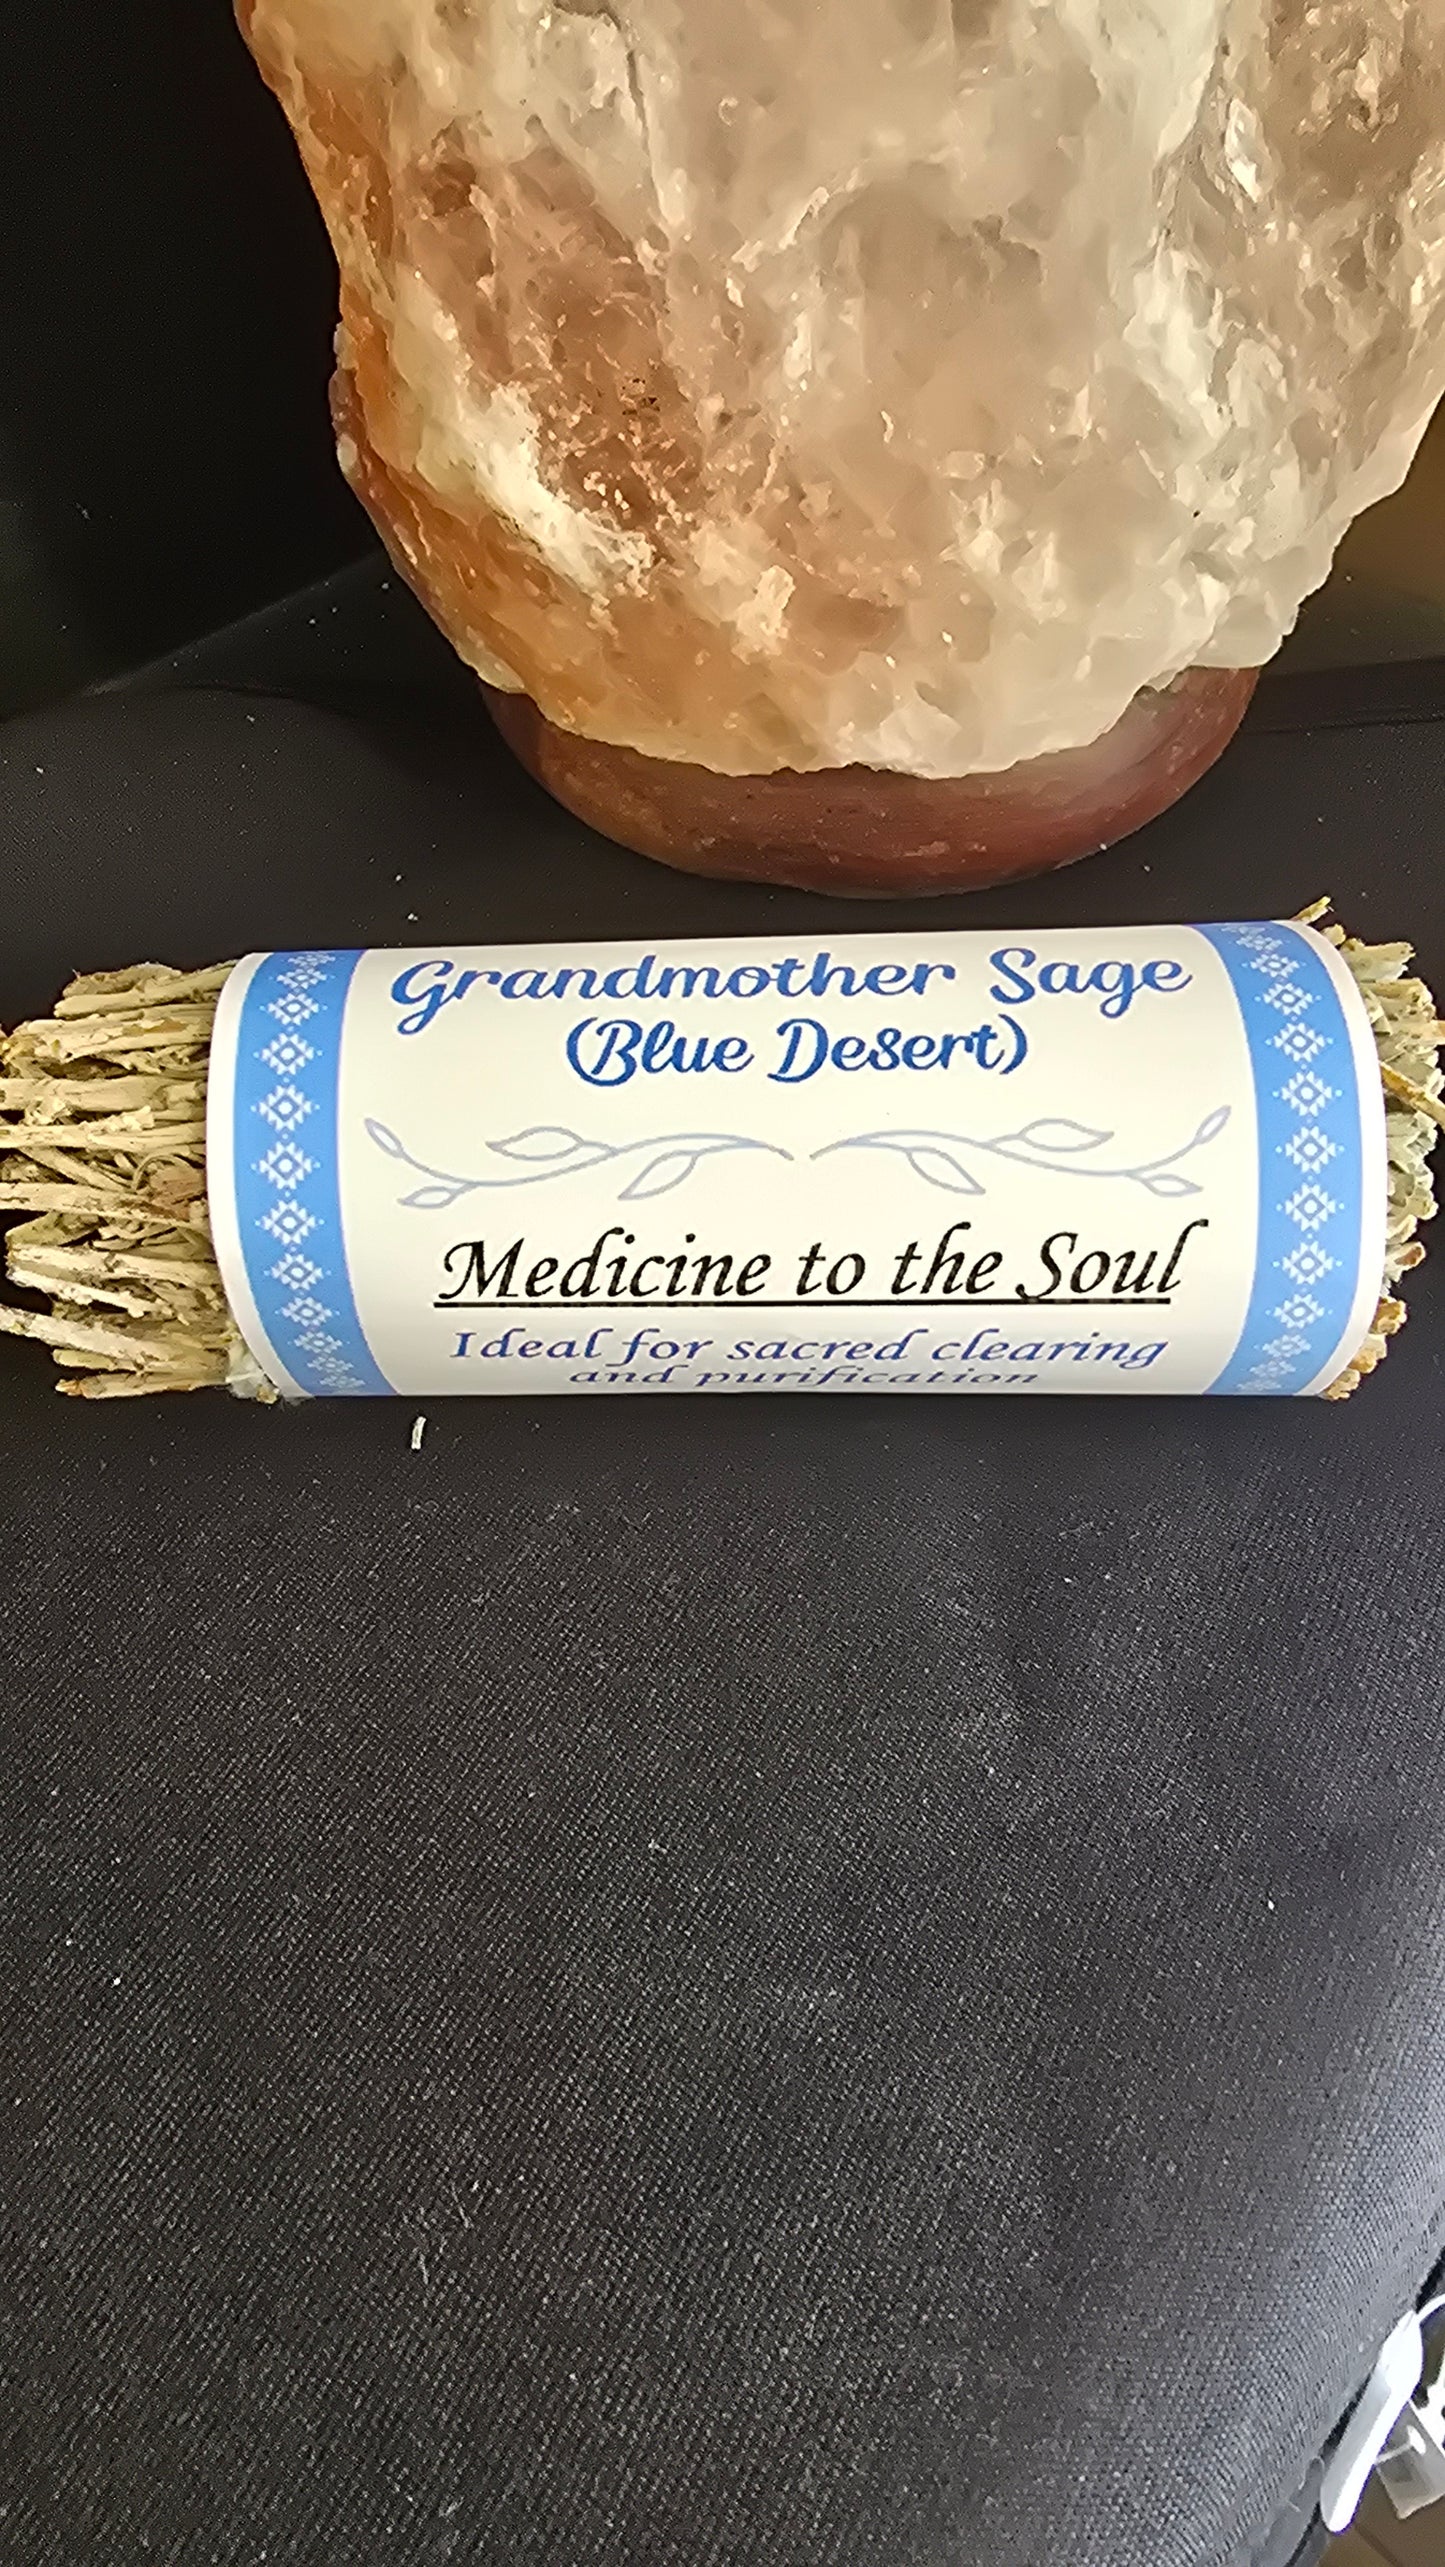 Grandmother Sage
(Blue Desert)
Medicine to the Soul
Ideal for sacred clearing
and purification